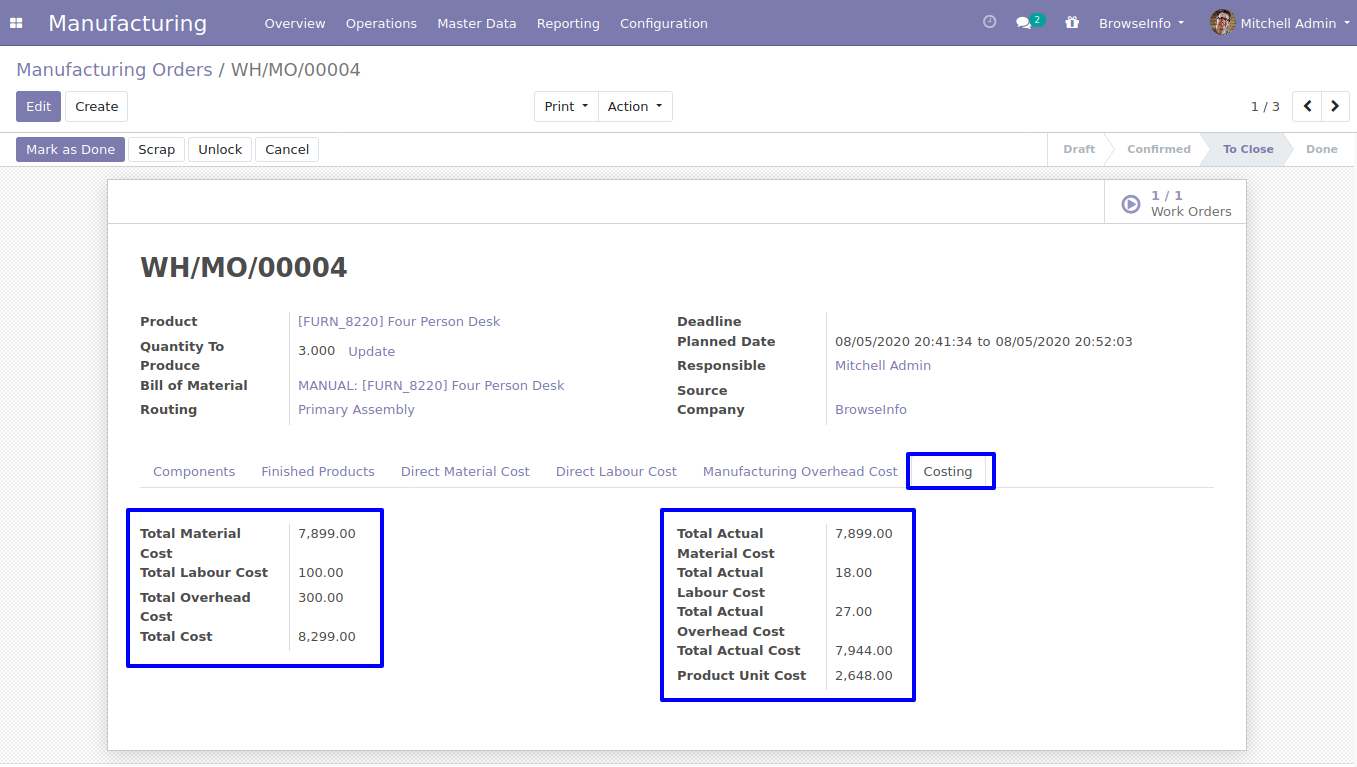 Manufacturing Overview Operations Master Data Reporting Configuration 2 BrowseInfo Mitchell Admin
Manufacturing Orders / WH/MO/00004
Edit Create Print Action 1 / 3
Mark as Done Scrap Unlock Cancel Draft Confirmed To Close Done
1 / 1
Work Orders
WH/MO/00004
Product [FURN_8220] Four Person Desk
Quantity To
Produce
3.000 Update
Bill of Material MANUAL: [FURN_8220] Four Person Desk
Routing Primary Assembly
Deadline
Planned Date 08/05/2020 20:41:34 to 08/05/2020 20:52:03
Responsible Mitchell Admin
Source
Company BrowseInfo
Components Finished Products Direct Material Cost Direct Labour Cost Manufacturing Overhead Cost Costing
Total Material 7,899.00
Cost
Total Labour Cost 100.00
Total Overhead 300.00
Cost
Total Cost 8,299.00
Total Actual 7,899.00
Material Cost
Total Actual 18.00
Labour Cost
Total Actual 27.00
Overhead Cost
Total Actual Cost 7,944.00
Product Unit Cost 2,648.00